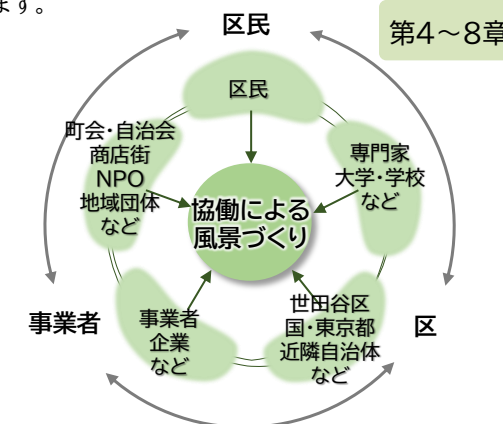 ます。
区民
第4～8章
区民
町会・自治会
商店街
NPO
地域団体
など
専門家
大学・学校
など
協働による
風景づくり
事業者
事業者
企業
など
世田谷区
国・東京都
近隣自治体
など
区